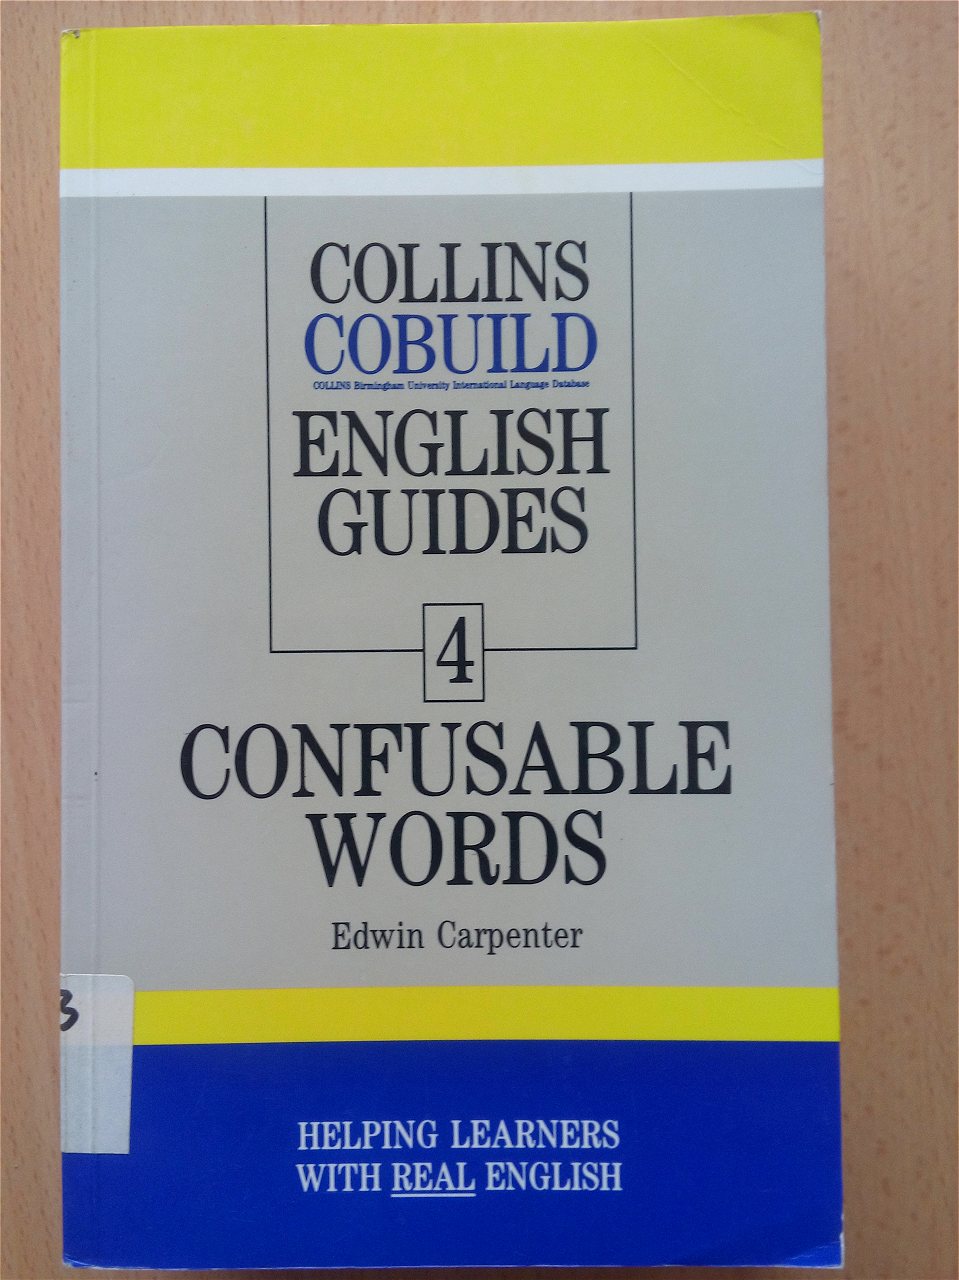 COLLINS
COBUILD
COLLINS Birmingham University International Language Database
ENGLISH
GUIDES
4
CONFUSABLE
WORDS
Edwin Carpenter
3
HELPING LEARNERS
WITH REAL ENGLISH